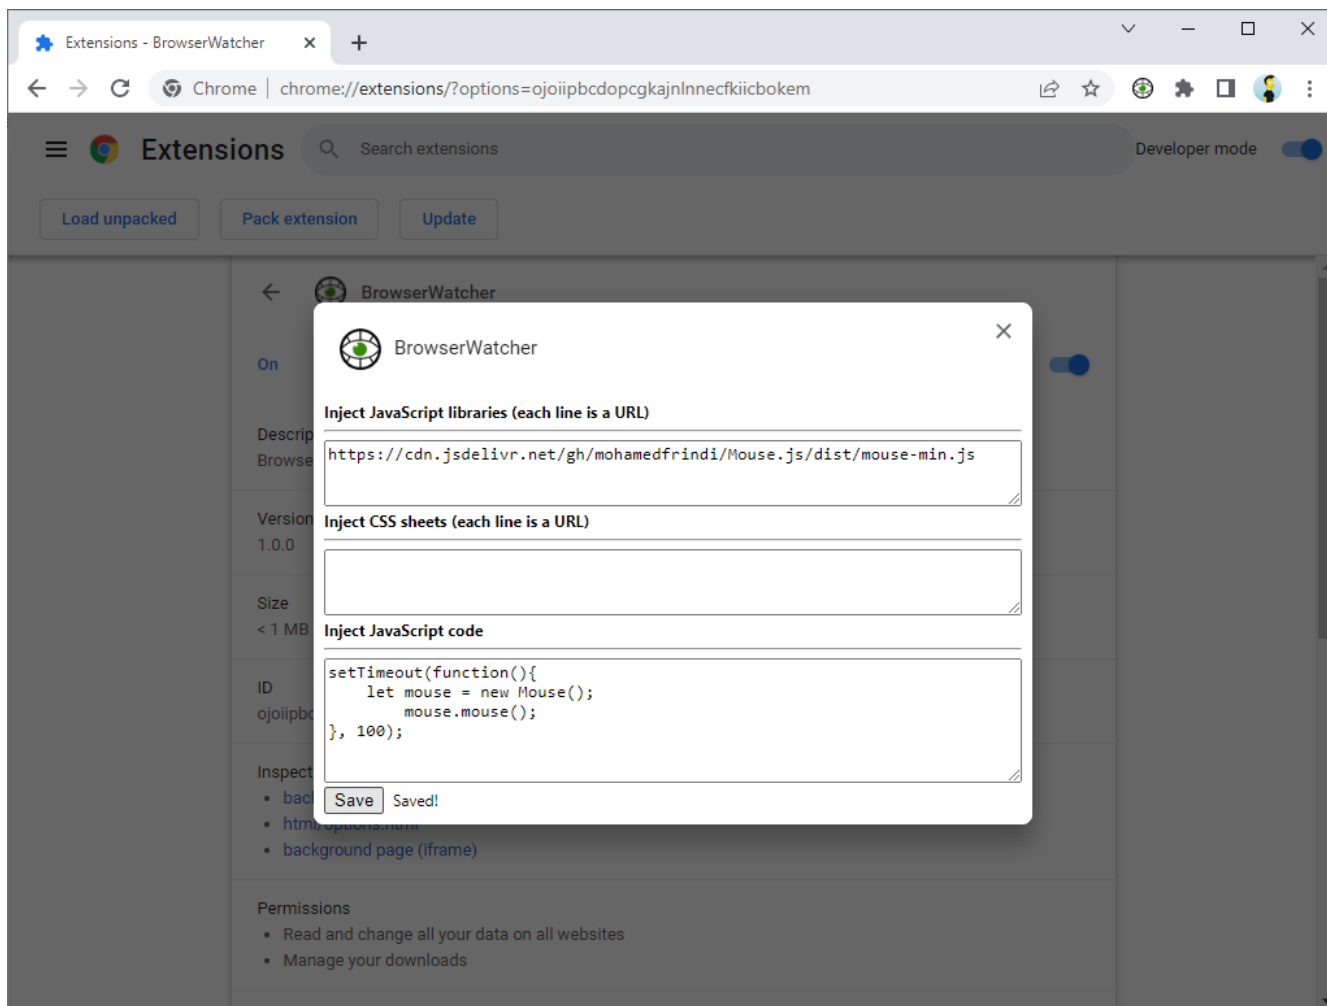 Extensions - BrowserWatcher
Chrome | chrome://extensions/?options=ojoiipbcdopcgkajnlnnecfkiicbokem
Extensions
Search extensions
Developer mode
Load unpacked
Pack extension
Update
BrowserWatcher
On
BrowserWatcher
Inject JavaScript libraries (each line is a URL)
https://cdn.jsdelivr.net/gh/mohamedfrindi/Mouse.js/dist/mouse-min.js
Inject CSS sheets (each line is a URL)
Inject JavaScript code
setTimeout(function(){
    let mouse = new Mouse();
        mouse.mouse();
}, 100);
Save Saved!
Descrip
Browse
Version
1.0.0
Size
< 1 MB
ID
ojoiipbc
Inspect
• bac
• html/options.html
• background page (iframe)
Permissions
• Read and change all your data on all websites
• Manage your downloads